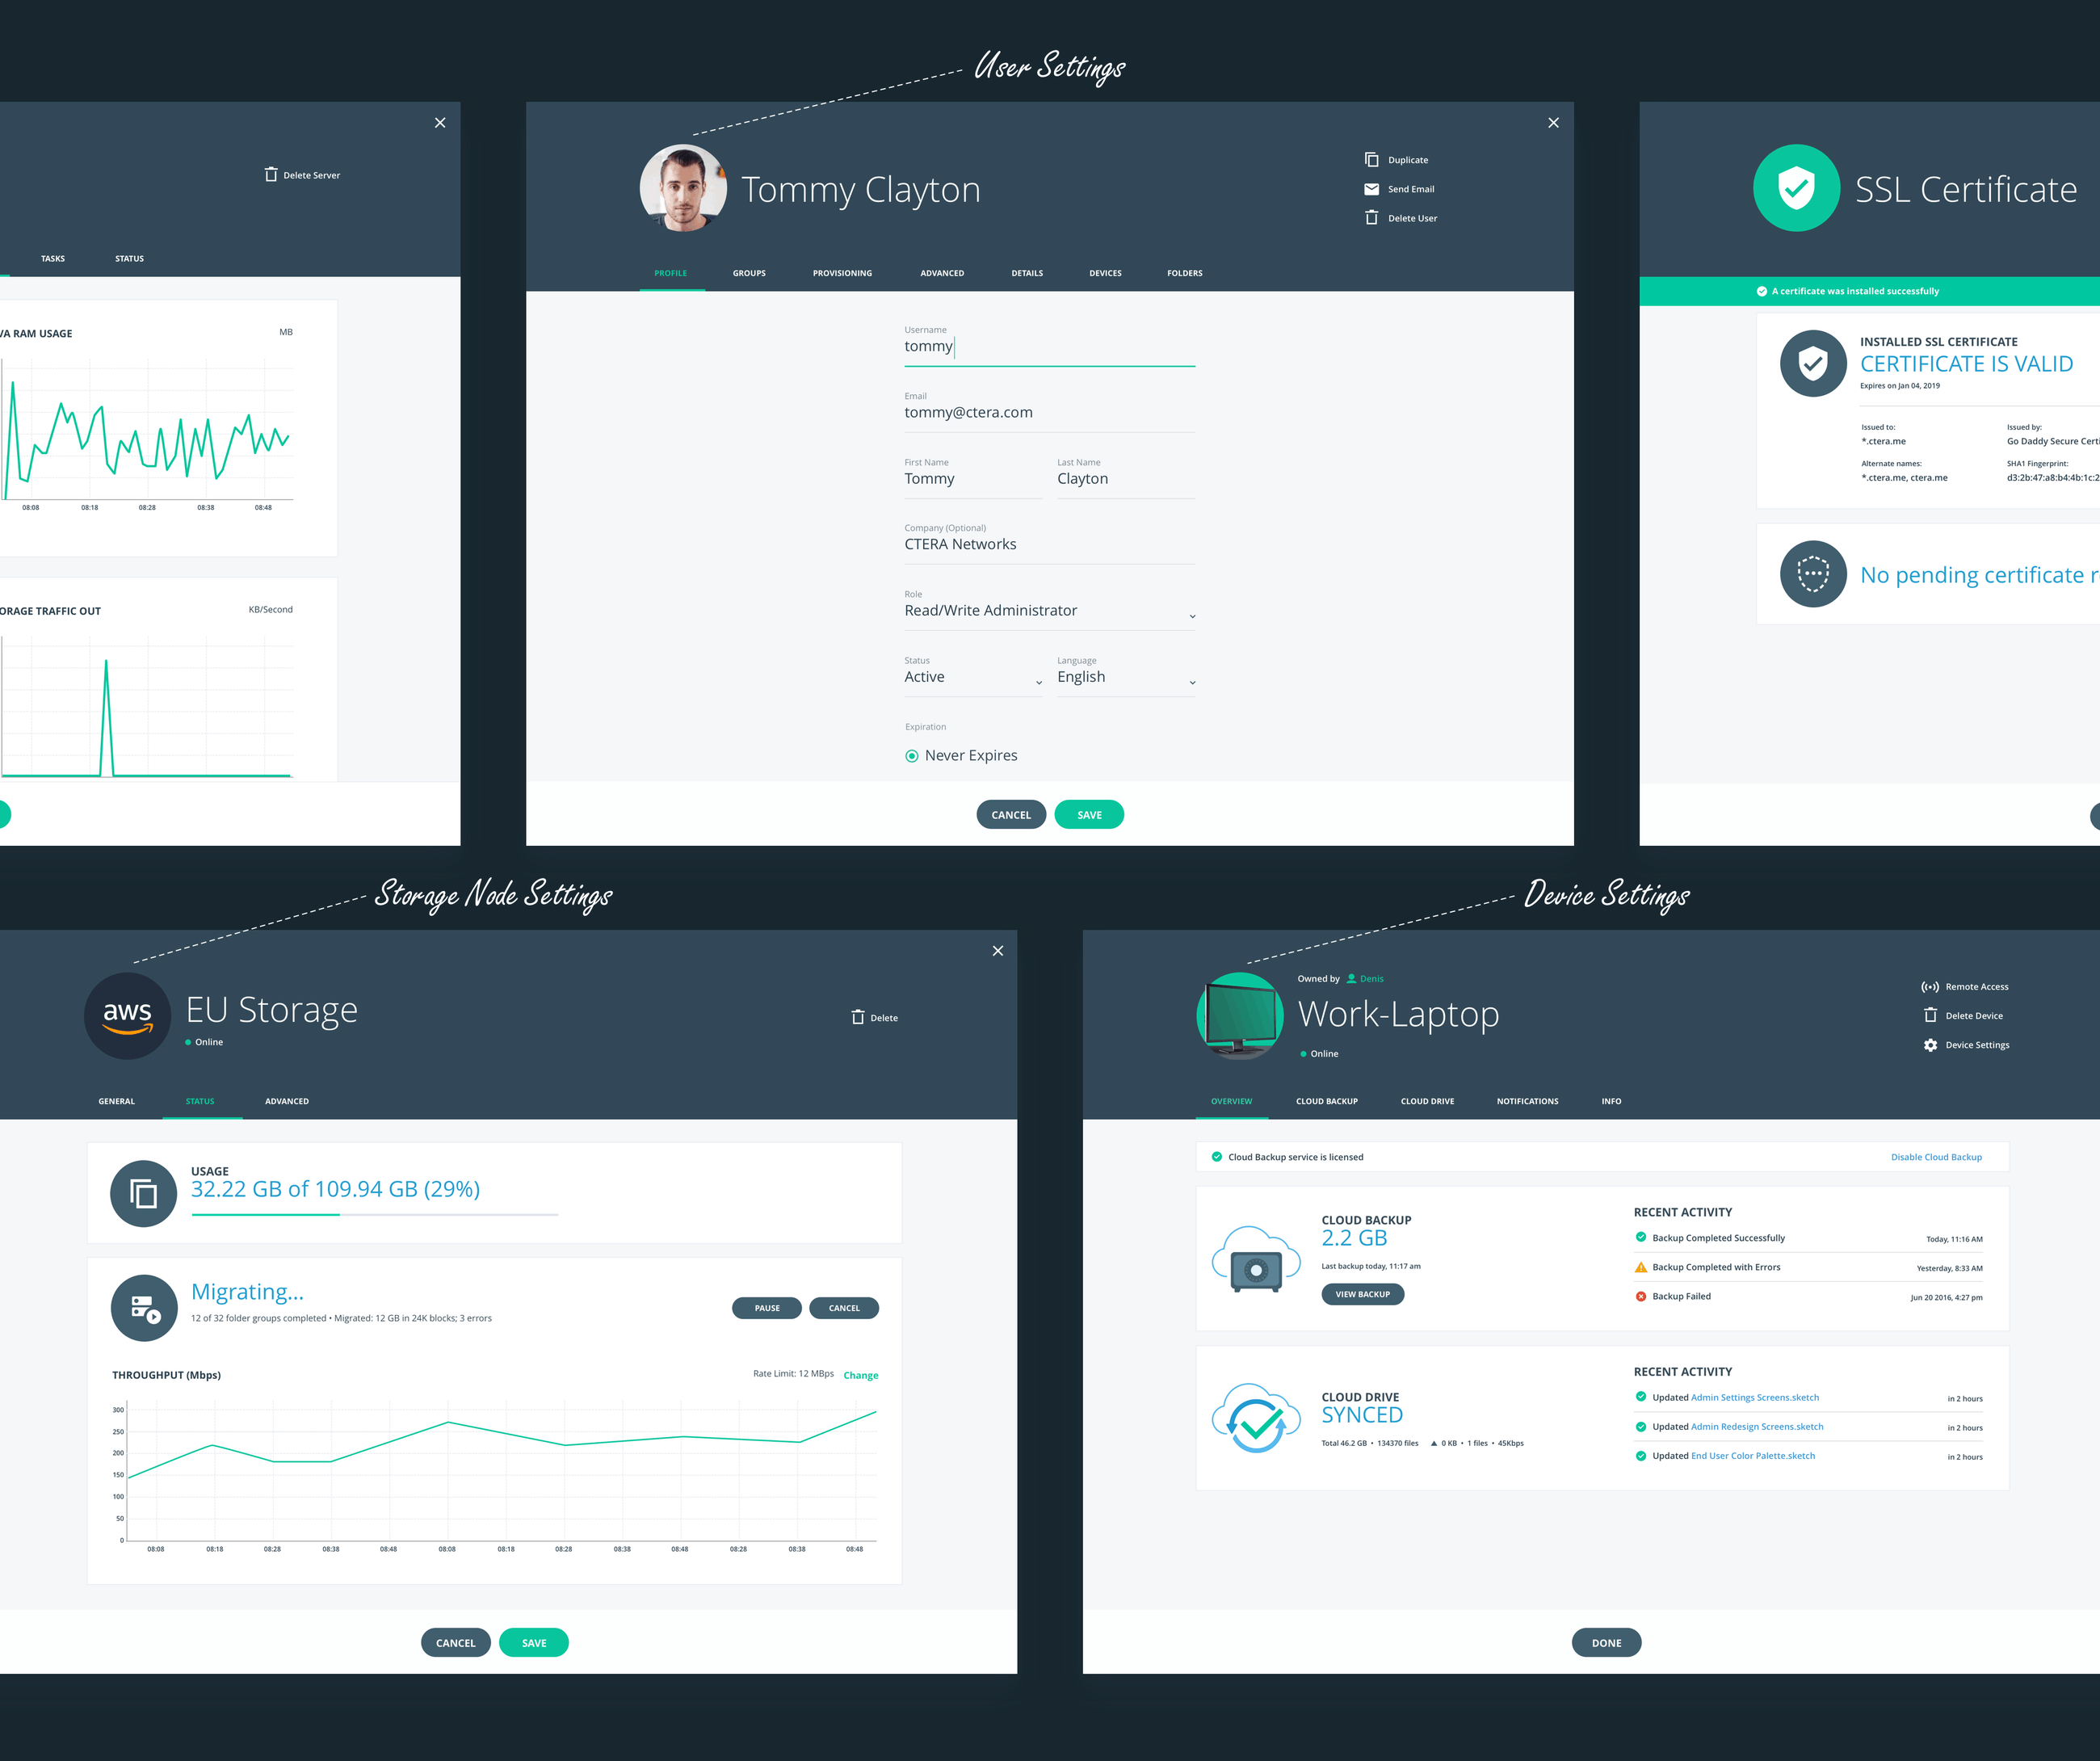 User Settings
Delete Server
TASKS
STATUS
RAM USAGE
MB
08:08
08:18
08:28
08:38
08:48
TRAFFIC OUT
KB/Second
Tommy Clayton
Duplicate
Send Email
Delete User
PROFILE
GROUPS
PROVISIONING
ADVANCED
DETAILS
DEVICES
FOLDERS
Username
tommy
Email
tommy@ctera.com
First Name
Last Name
Tommy
Clayton
Company (Optional)
CTERA Networks
Role
Read/Write Administrator
Status
Language
Active
English
Expiration
Never Expires
CANCEL
SAVE
SSL Certificate
A certificate was installed successfully
INSTALLED SSL CERTIFICATE
CERTIFICATE IS VALID
Expires on Jan 04, 2019
Issued to:
Issued by:
*.ctera.me
Go Daddy Secure Certi
Alternate names:
SHA1 Fingerprint:
*.ctera.me, ctera.me
d3:2b:47:a8:b4:4b:1c:2
No pending certificate r
Storage Node Settings
aws
EU Storage
Online
Delete
GENERAL
STATUS
ADVANCED
USAGE
32.22 GB of 109.94 GB (29%)
Migrating...
12 of 32 folder groups completed • Migrated: 12 GB in 24K blocks; 3 errors
PAUSE
CANCEL
THROUGHPUT (Mbps)
Rate Limit: 12 MBps
Change
300
250
200
150
100
50
0
08:08
08:18
08:28
08:38
08:48
08:08
08:18
08:28
08:38
08:48
08:28
08:38
08:48
CANCEL
SAVE
Device Settings
Owned by Denis
Work-Laptop
Online
Remote Access
Delete Device
Device Settings
OVERVIEW
CLOUD BACKUP
CLOUD DRIVE
NOTIFICATIONS
INFO
Cloud Backup service is licensed
Disable Cloud Backup
CLOUD BACKUP
2.2 GB
Last backup today, 11:17 am
VIEW BACKUP
RECENT ACTIVITY
Backup Completed Successfully
Today, 11:16 AM
Backup Completed with Errors
Yesterday, 8:33 AM
Backup Failed
Jun 20 2016, 4:27 pm
CLOUD DRIVE
SYNCED
Total 46.2 GB • 134370 files ▲ 0 KB • 1 files • 45Kbps
RECENT ACTIVITY
Updated Admin Settings Screens.sketch
in 2 hours
Updated Admin Redesign Screens.sketch
in 2 hours
Updated End User Color Palette.sketch
in 2 hours
DONE